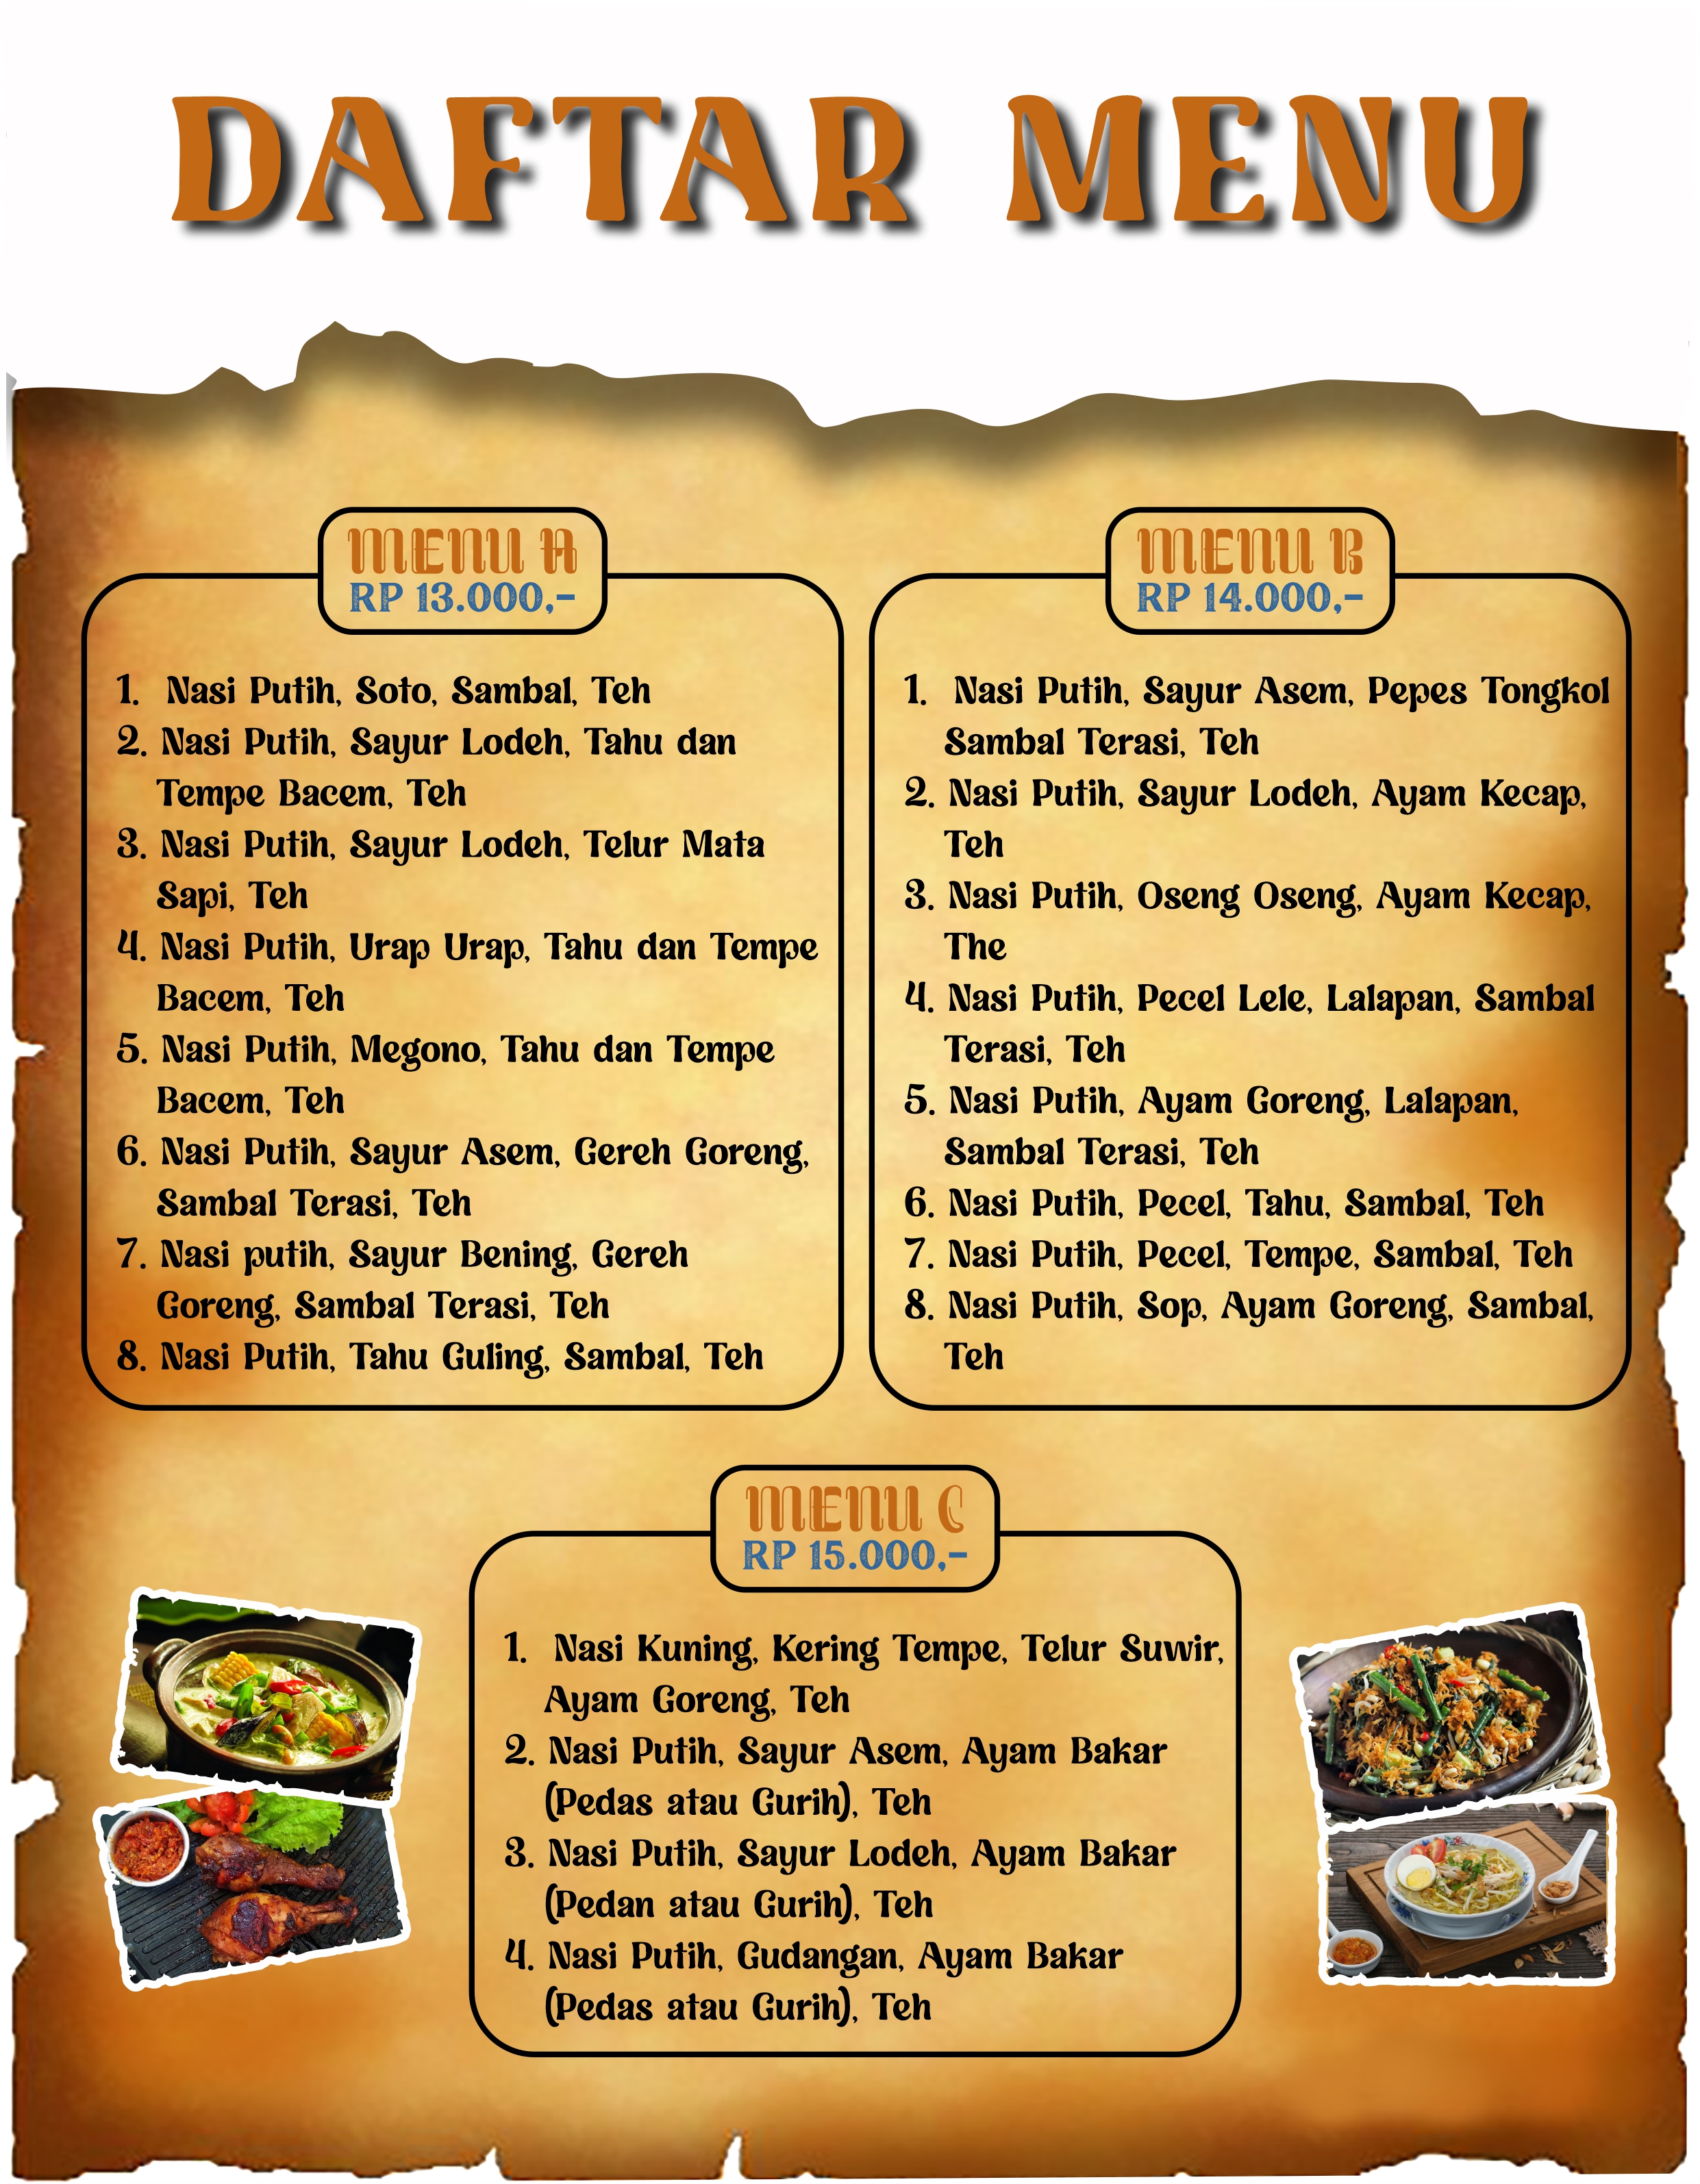 DAFTAR MENU
MENU A
RP 13.000,-
1. Nasi Putih, Soto, Sambal, Teh
2. Nasi Putih, Sayur Lodeh, Tahu dan
Tempe Bacem, Teh
3. Nasi Putih, Sayur Lodeh, Telur Mata
Sapi, Teh
4. Nasi Putih, Urap Urap, Tahu dan Tempe
Bacem, Teh
5. Nasi Putih, Megono, Tahu dan Tempe
Bacem, Teh
6. Nasi Putih, Sayur Asem, Gereh Goreng,
Sambal Terasi, Teh
7. Nasi putih, Sayur Bening, Gereh
Goreng, Sambal Terasi, Teh
8. Nasi Putih, Tahu Guling, Sambal, Teh
MENU B
RP 14.000,-
1. Nasi Putih, Sayur Asem, Pepes Tongkol
Sambal Terasi, Teh
2. Nasi Putih, Sayur Lodeh, Ayam Kecap,
Teh
3. Nasi Putih, Oseng Oseng, Ayam Kecap,
The
4. Nasi Putih, Pecel Lele, Lalapan, Sambal
Terasi, Teh
5. Nasi Putih, Ayam Goreng, Lalapan,
Sambal Terasi, Teh
6. Nasi Putih, Pecel, Tahu, Sambal, Teh
7. Nasi Putih, Pecel, Tempe, Sambal, Teh
8. Nasi Putih, Sop, Ayam Goreng, Sambal,
Teh
MENU C
RP 15.000,-
1. Nasi Kuning, Kering Tempe, Telur Suwir,
Ayam Goreng, Teh
2. Nasi Putih, Sayur Asem, Ayam Bakar
(Pedas atau Gurih), Teh
3. Nasi Putih, Sayur Lodeh, Ayam Bakar
(Pedan atau Gurih), Teh
4. Nasi Putih, Gudangan, Ayam Bakar
(Pedas atau Gurih), Teh